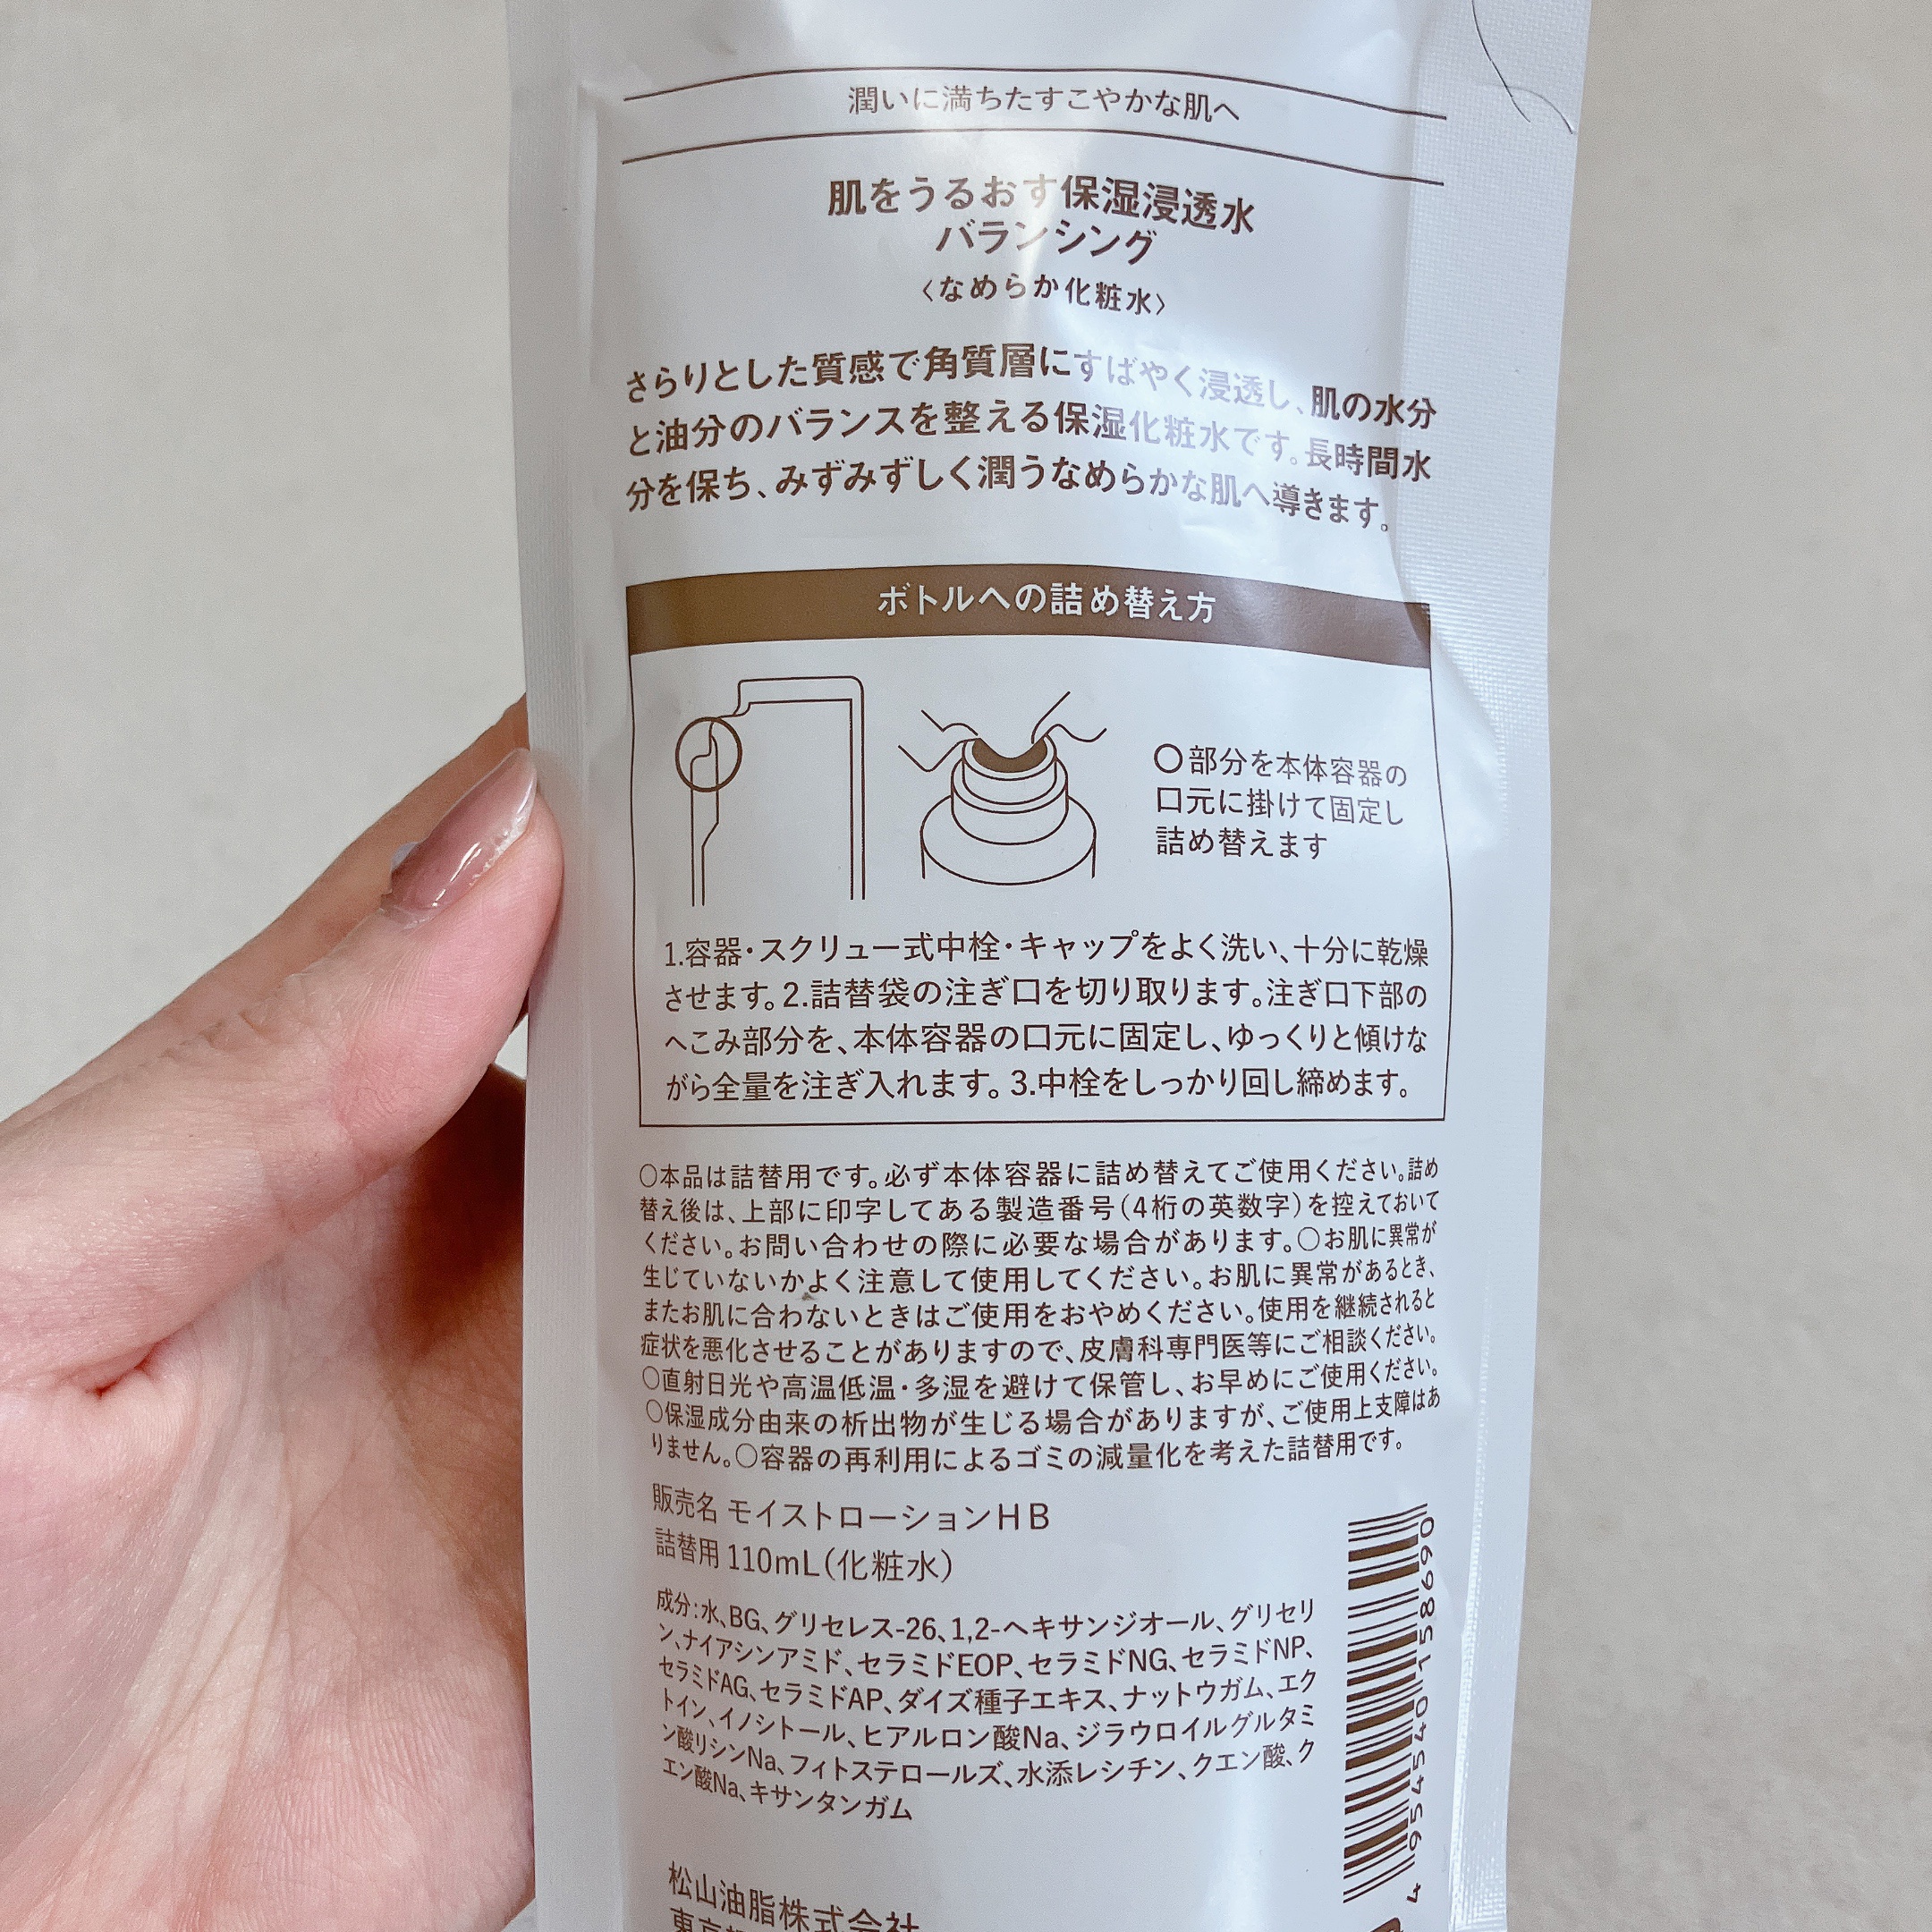 潤いに満ちたすこやかな肌へ
肌をうるおす保湿浸透水
バランシング
〈なめらか化粧水〉
さらりとした質感で角質層にすばやく浸透し、肌の水分
と油分のバランスを整える保湿化粧水です。長時間水
分を保ち、みずみずしく潤うなめらかな肌へ導きます。
ボトルへの詰め替え方
○部分を本体容器の
口元に掛けて固定し
詰め替えます
1.容器・スクリュー式中栓・キャップをよく洗い、十分に乾燥
させます。2.詰替袋の注ぎ口を切り取ります。注ぎ口下部の
へこみ部分を、本体容器の口元に固定し、ゆっくりと傾けな
がら全量を注ぎ入れます。3.中栓をしっかり回し締めます。
○本品は詰替用です。必ず本体容器に詰め替えてご使用ください。詰め
替え後は、上部に印字してある製造番号(4桁の英数字)を控えておいて
ください。お問い合わせの際に必要な場合があります。○お肌に異常が
生じていないかよく注意して使用してください。お肌に異常があるとき、
またお肌に合わないときはご使用をおやめください。使用を継続されると
症状を悪化させることがありますので、皮膚科専門医等にご相談ください。
○直射日光や高温低温・多湿を避けて保管し、お早めにご使用ください。
○保湿成分由来の析出物が生じる場合がありますが、ご使用上支障はあ
りません。○容器の再利用によるゴミの減量化を考えた詰替用です。
販売名 モイストローションHB
詰替用 110mL(化粧水)
成分:水、BG、グリセレス-26、1,2-ヘキサンジオール、グリセリ
ン、ナイアシンアミド、セラミドEOP、セラミドNG、セラミドNP、
セラミドAG、セラミドAP、ダイズ種子エキス、ナットウガム、エク
トイン、イノシトール、ヒアルロン酸Na、ジラウロイルグルタミ
ン酸リシンNa、フィトステロールズ、水添レシチン、クエン酸、ク
エン酸Na、キサンタンガム
4 954540 158690
松山油脂株式会社